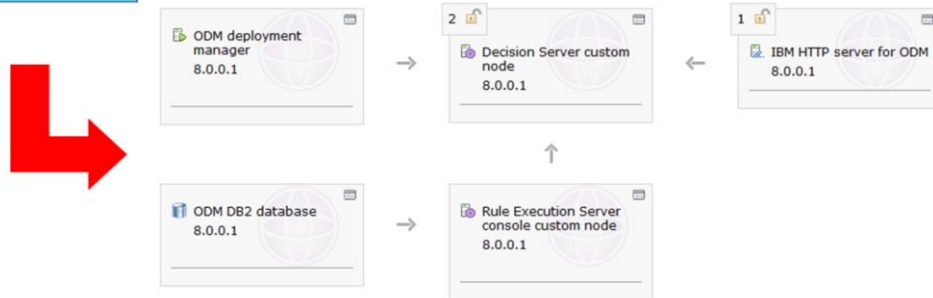 ODM deployment
manager
8.0.0.1
2
Decision Server custom
node
8.0.0.1
1
IBM HTTP server for ODM
8.0.0.1
ODM DB2 database
8.0.0.1
Rule Execution Server
console custom node
8.0.0.1